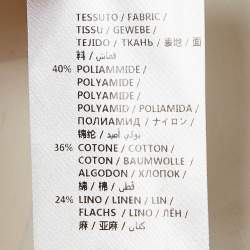 TESSUTO / FABRIC /
TISSU / GEWEBE /
TEJIDO / ТКАНЬ / 裏地 / 面
料 / قماش /
40% POLIAMMIDE /
POLYAMIDE /
POLYAMIDE /
POLYAMID / POLIAMIDA /
ПОЛИАМИД / ナイロン /
锦纶 / بولي أميد /
36% COTONE / COTTON /
COTON / BAUMWOLLE /
ALGODON / ХЛОПОК /
綿 / 棉 / قطن /
24% LINO / LINEN / LIN /
FLACHS / LINO / ЛЁН /
麻 / 亚麻 / كتان /